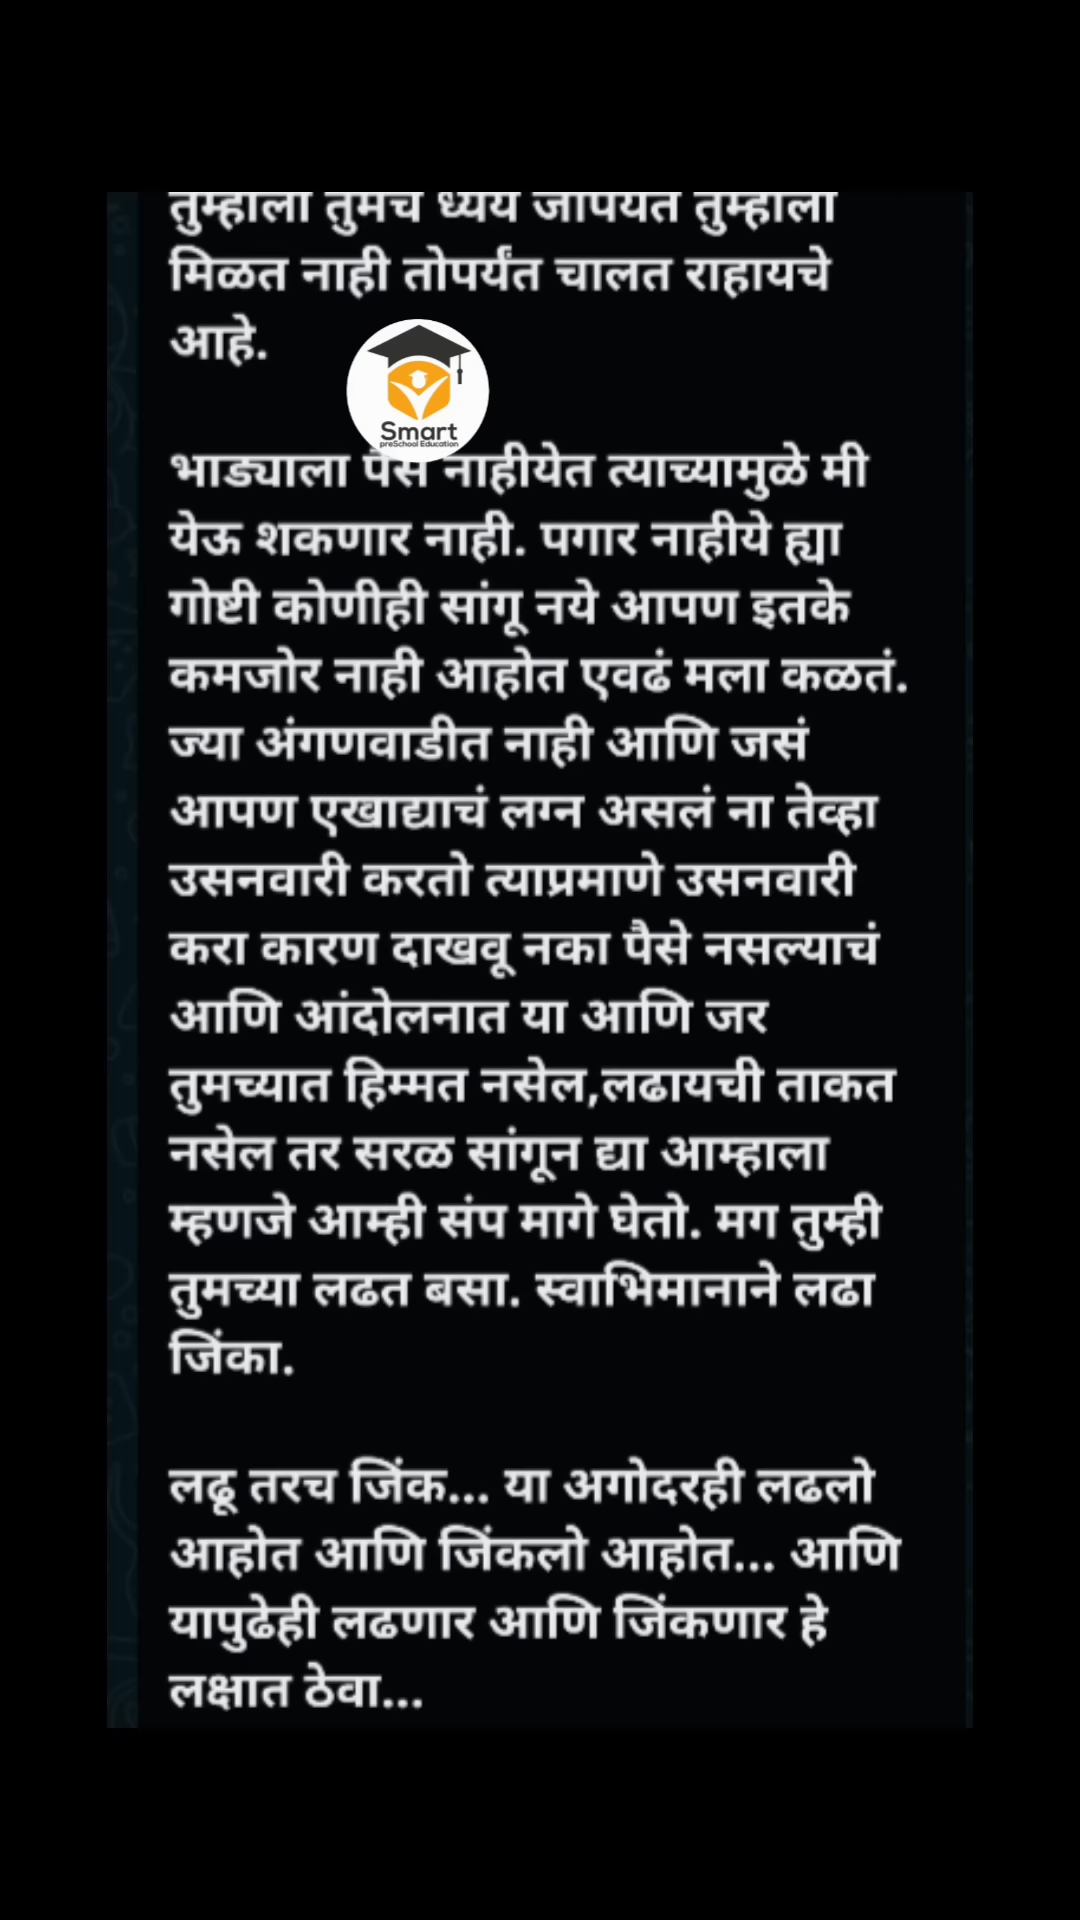 तुम्हाला तुमचे ध्येय जोपर्यंत तुम्हाला
मिळत नाही तोपर्यंत चालत राहायचे
आहे.
Smart
preSchool Education
भाड्याला पैसे नाहीयेत त्याच्यामुळे मी
येऊ शकणार नाही. पगार नाहीये ह्या
गोष्टी कोणीही सांगू नये आपण इतके
कमजोर नाही आहोत एवढं मला कळतं.
ज्या अंगणवाडीत नाही आणि जसं
आपण एखाद्याचं लग्न असलं ना तेव्हा
उसनवारी करतो त्याप्रमाणे उसनवारी
करा कारण दाखवू नका पैसे नसल्याचं
आणि आंदोलनात या आणि जर
तुमच्यात हिम्मत नसेल,लढायची ताकत
नसेल तर सरळ सांगून द्या आम्हाला
म्हणजे आम्ही संप मागे घेतो. मग तुम्ही
तुमच्या लढत बसा. स्वाभिमानाने लढा
जिंका.
लढू तरच जिंक... या अगोदरही लढलो
आहोत आणि जिंकलो आहोत... आणि
यापुढेही लढणार आणि जिंकणार हे
लक्षात ठेवा...